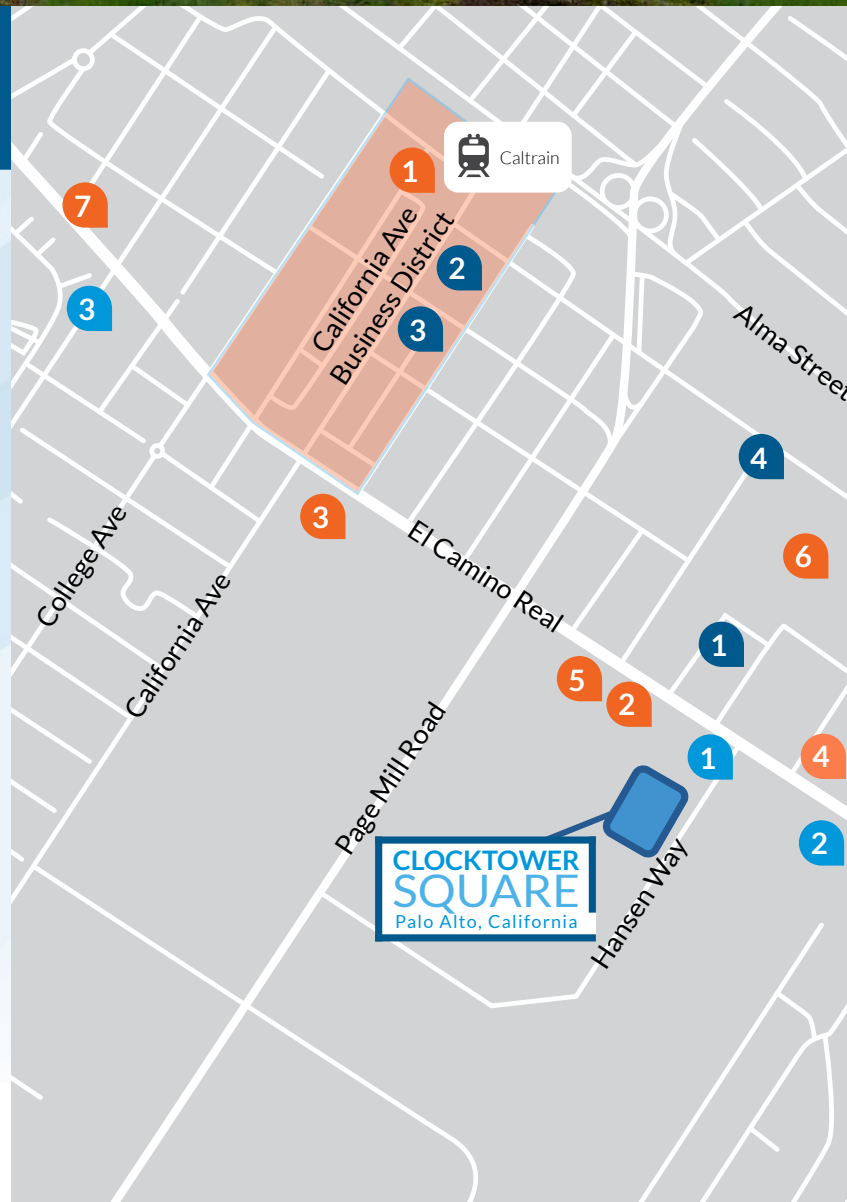 1
Caltrain
7
California Ave
Business District
2
3
3
Alma Street
4
3
El Camino Real
6
College Ave
California Ave
1
5
2
Page Mill Road
1
4
2
CLOCKTOWER
SQUARE
Palo Alto, California
Hansen Way